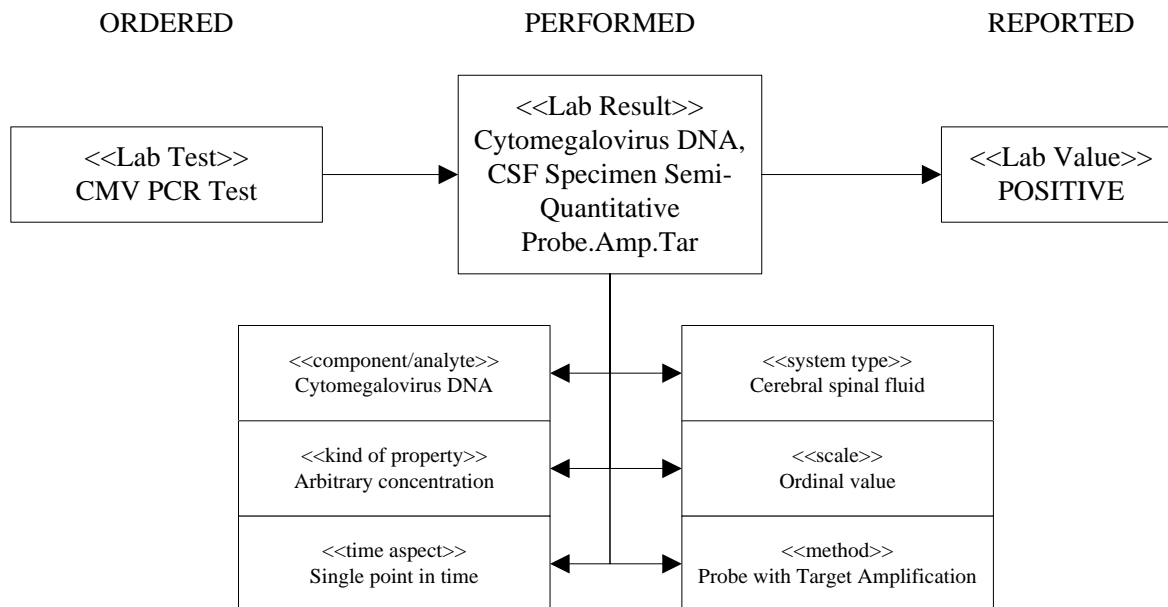 ORDERED
PERFORMED
REPORTED
<<Lab Test>>
CMV PCR Test
<<Lab Result>>
Cytomegalovirus DNA,
CSF Specimen Semi-
Quantitative
Probe.Amp.Tar
<<Lab Value>>
POSITIVE
<<component/analyte>>
Cytomegalovirus DNA
<<system type>>
Cerebral spinal fluid
<<kind of property>>
Arbitrary concentration
<<scale>>
Ordinal value
<<time aspect>>
Single point in time
<<method>>
Probe with Target Amplification